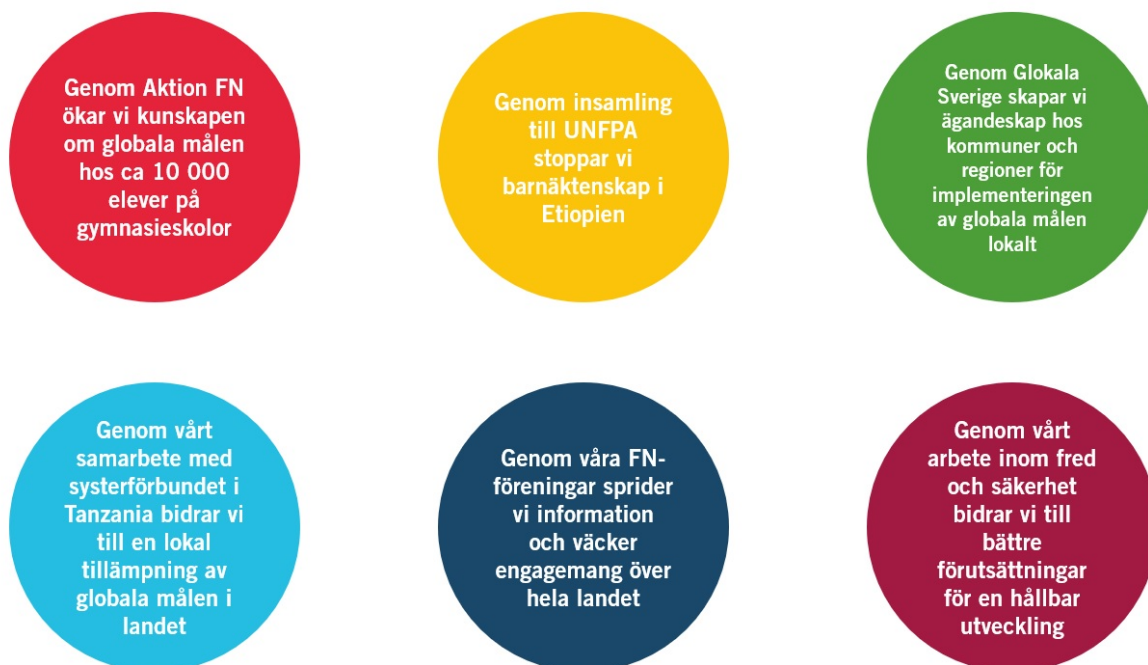 Genom Aktion FN
ökar vi kunskapen
om globala målen
hos ca 10 000
elever på
gymnasieskolor
Genom insamling
till UNFPA
stoppar vi
barnäktenskap i
Etiopien
Genom Glokala
Sverige skapar vi
ägandeskap hos
kommuner och
regioner för
implementeringen
av globala målen
lokalt
Genom vårt
samarbete med
systerförbundet i
Tanzania bidrar vi
till en lokal
tillämpning av
globala målen i
landet
Genom våra FN-
föreningar sprider
vi information
och väcker
engagemang över
hela landet
Genom vårt
arbete inom fred
och säkerhet
bidrar vi till
bättre
förutsättningar
för en hållbar
utveckling